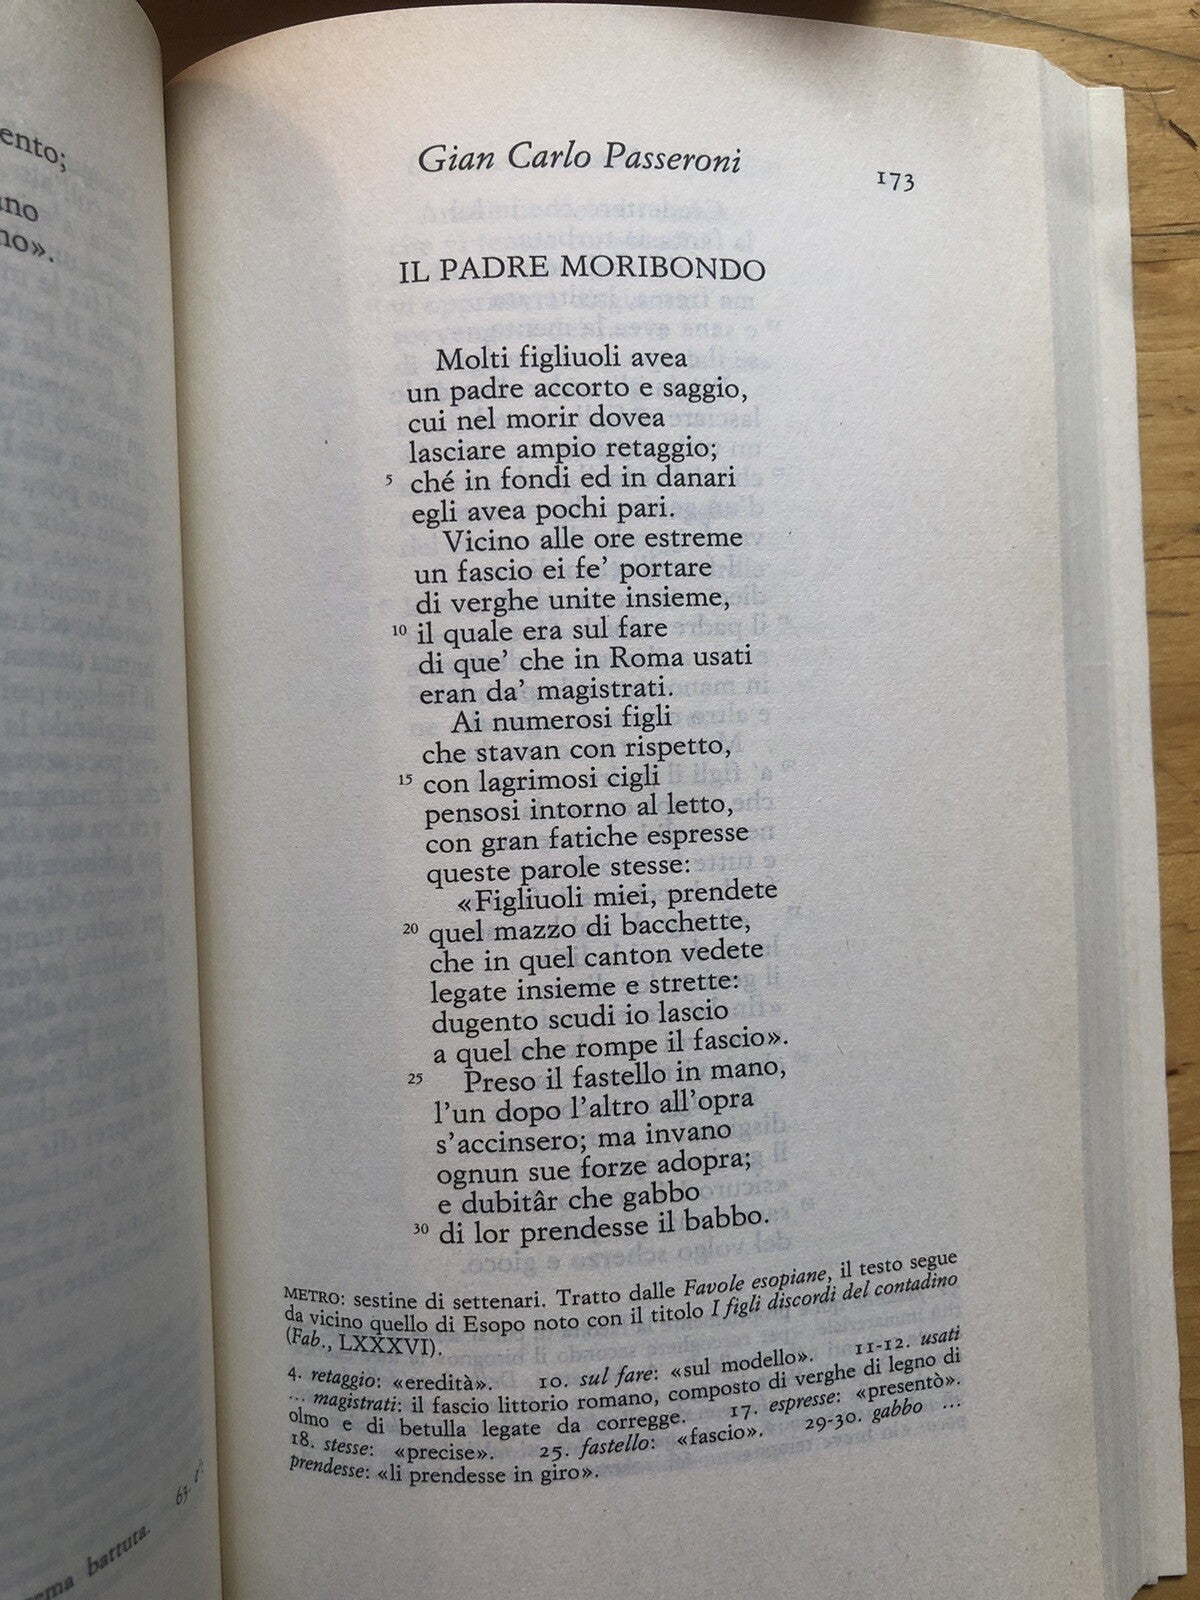 ento;
ano
no».
Gian Carlo Passeroni
173
IL PADRE MORIBONDO
Molti figliuoli avea
un padre accorto e saggio,
cui nel morir dovea
lasciare ampio retaggio;
5 ché in fondi ed in danari
egli avea pochi pari.
Vicino alle ore estreme
un fascio ei fe' portare
di verghe unite insieme,
10 il quale era sul fare
di que' che in Roma usati
eran da' magistrati.
Ai numerosi figli
che stavan con rispetto,
15 con lagrimosi cigli
pensosi intorno al letto,
con gran fatiche espresse
queste parole stesse:
«Figliuoli miei, prendete
20 quel mazzo di bacchette,
che in quel canton vedete
legate insieme e strette:
dugento scudi io lascio
a quel che rompe il fascio».
25 Preso il fastello in mano,
l'un dopo l'altro all'opra
s'accinsero; ma invano
ognun sue forze adopra;
e dubitâr che gabbo
30 di lor prendesse il babbo.
METRO: sestine di settenari. Tratto dalle Favole esopiane, il testo segue
da vicino quello di Esopo noto con il titolo I figli discordi del contadino
(Fab., LXXXVI).
4. retaggio: «eredità». 10. sul fare: «sul modello». 11-12. usati
... magistrati: il fascio littorio romano, composto di verghe di legno di
olmo e di betulla legate da corregge. 17. espresse: «presentò».
18. stesse: «precise». 25. fastello: «fascio». 29-30. gabbo ...
prendesse: «li prendesse in giro».
63.
battuta.